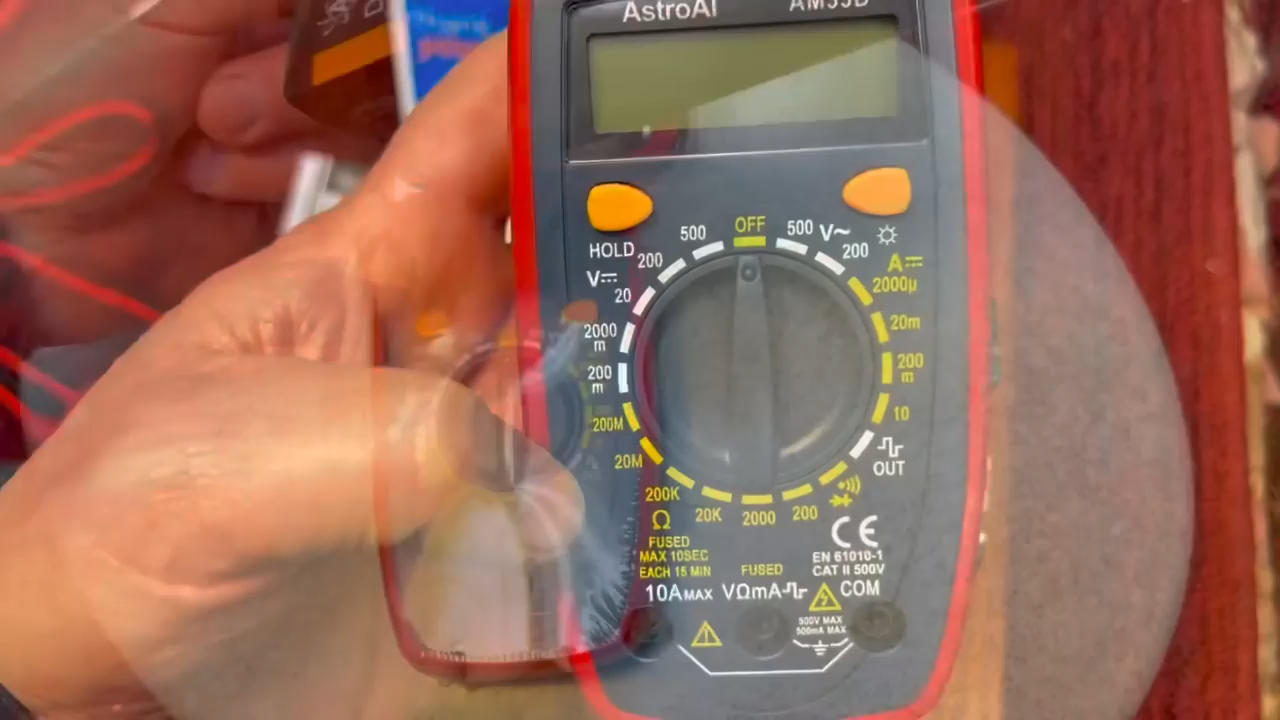 AstroAI AM33D
HOLD
500
OFF
500
V~
200
200
V⎓
20
A⎓
2000µ
2000
m
20m
200
m
200
m
200M
10
20M
OUT
200K
20K
2000
200
Ω
FUSED
MAX 10SEC
EACH 15 MIN
FUSED
CE
EN 61010-1
CAT II 500V
10AMAX
VΩmA
COM
500V MAX
500mA MAX